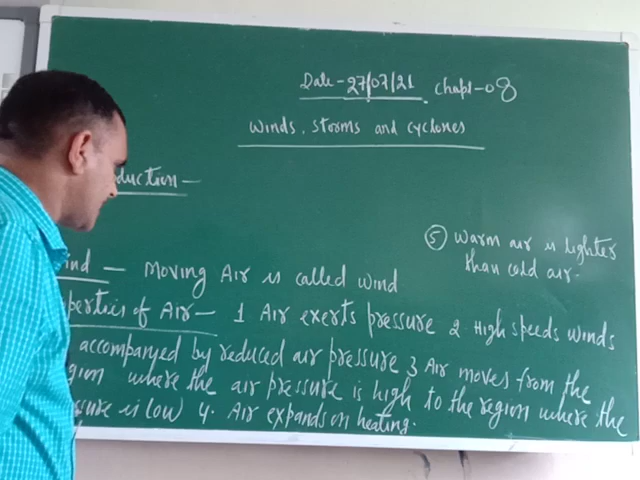 Date-27/07/21 Chapt-08
Winds, storms and cyclones
duction-
⑤ Warm air is lighter
than cold air.
ind — Moving Air is called wind
perties of Air- 1 Air exerts pressure 2. High speeds winds
accompanyed by reduced air pressure 3 Air moves from the
gion where the air pressure is high to the region where the
sure is low 4. Air expands on heating.